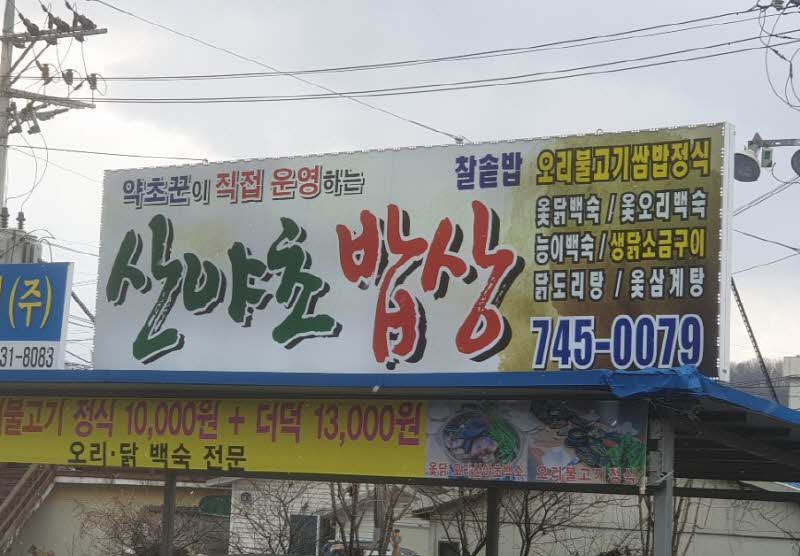 약초꾼이 직접 운영하는
산야초 밥상
찰솥밥 오리불고기쌈밥정식
옻닭백숙 / 옻오리백숙
능이백숙 / 생닭소금구이
닭도리탕 / 옻삼계탕
745-0079
(주)
31-8083
불고기 정식 10,000원 + 더덕 13,000원
오리·닭 백숙 전문
옻닭
오리불고기정식